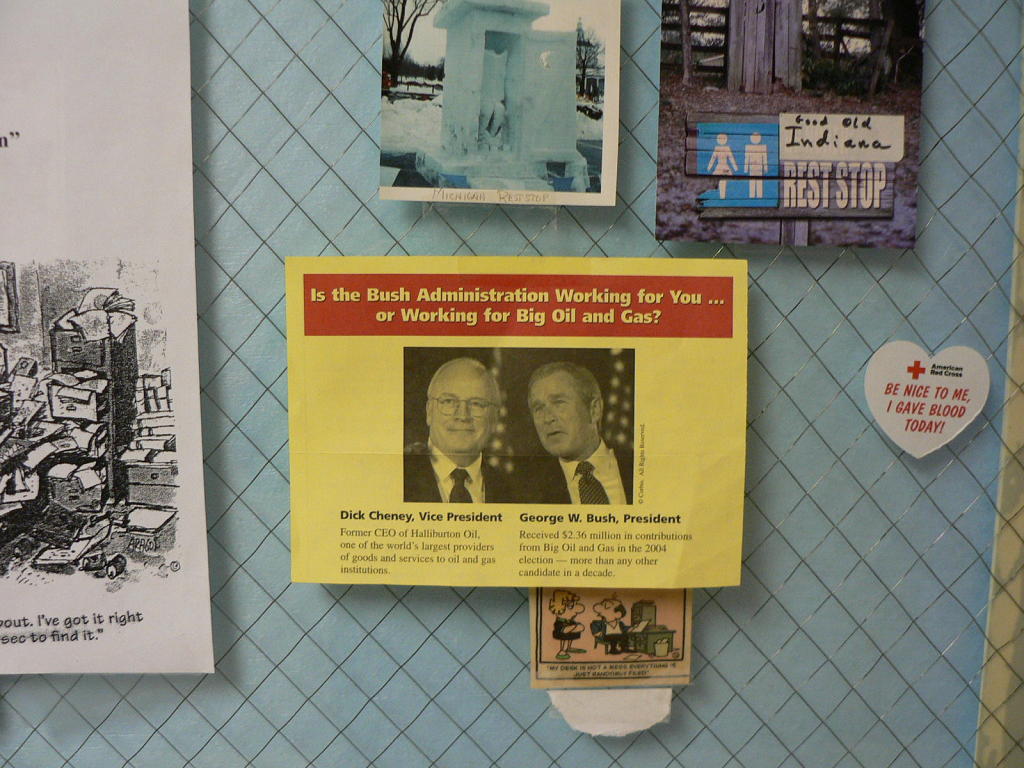 n"
MICHIGAN REST STOP
Good Old
Indiana
REST STOP
Is the Bush Administration Working for You ...
or Working for Big Oil and Gas?
© Corbis. All Rights Reserved.
Dick Cheney, Vice President
Former CEO of Halliburton Oil,
one of the world's largest providers
of goods and services to oil and gas
institutions.
George W. Bush, President
Received $2.36 million in contributions
from Big Oil and Gas in the 2004
election — more than any other
candidate in a decade.
American
Red Cross
BE NICE TO ME,
I GAVE BLOOD
TODAY!
bout. I've got it right
sec to find it."
"MY DESK IS NOT A MESS EVERYTHING IS
JUST RANDOMLY FILED"